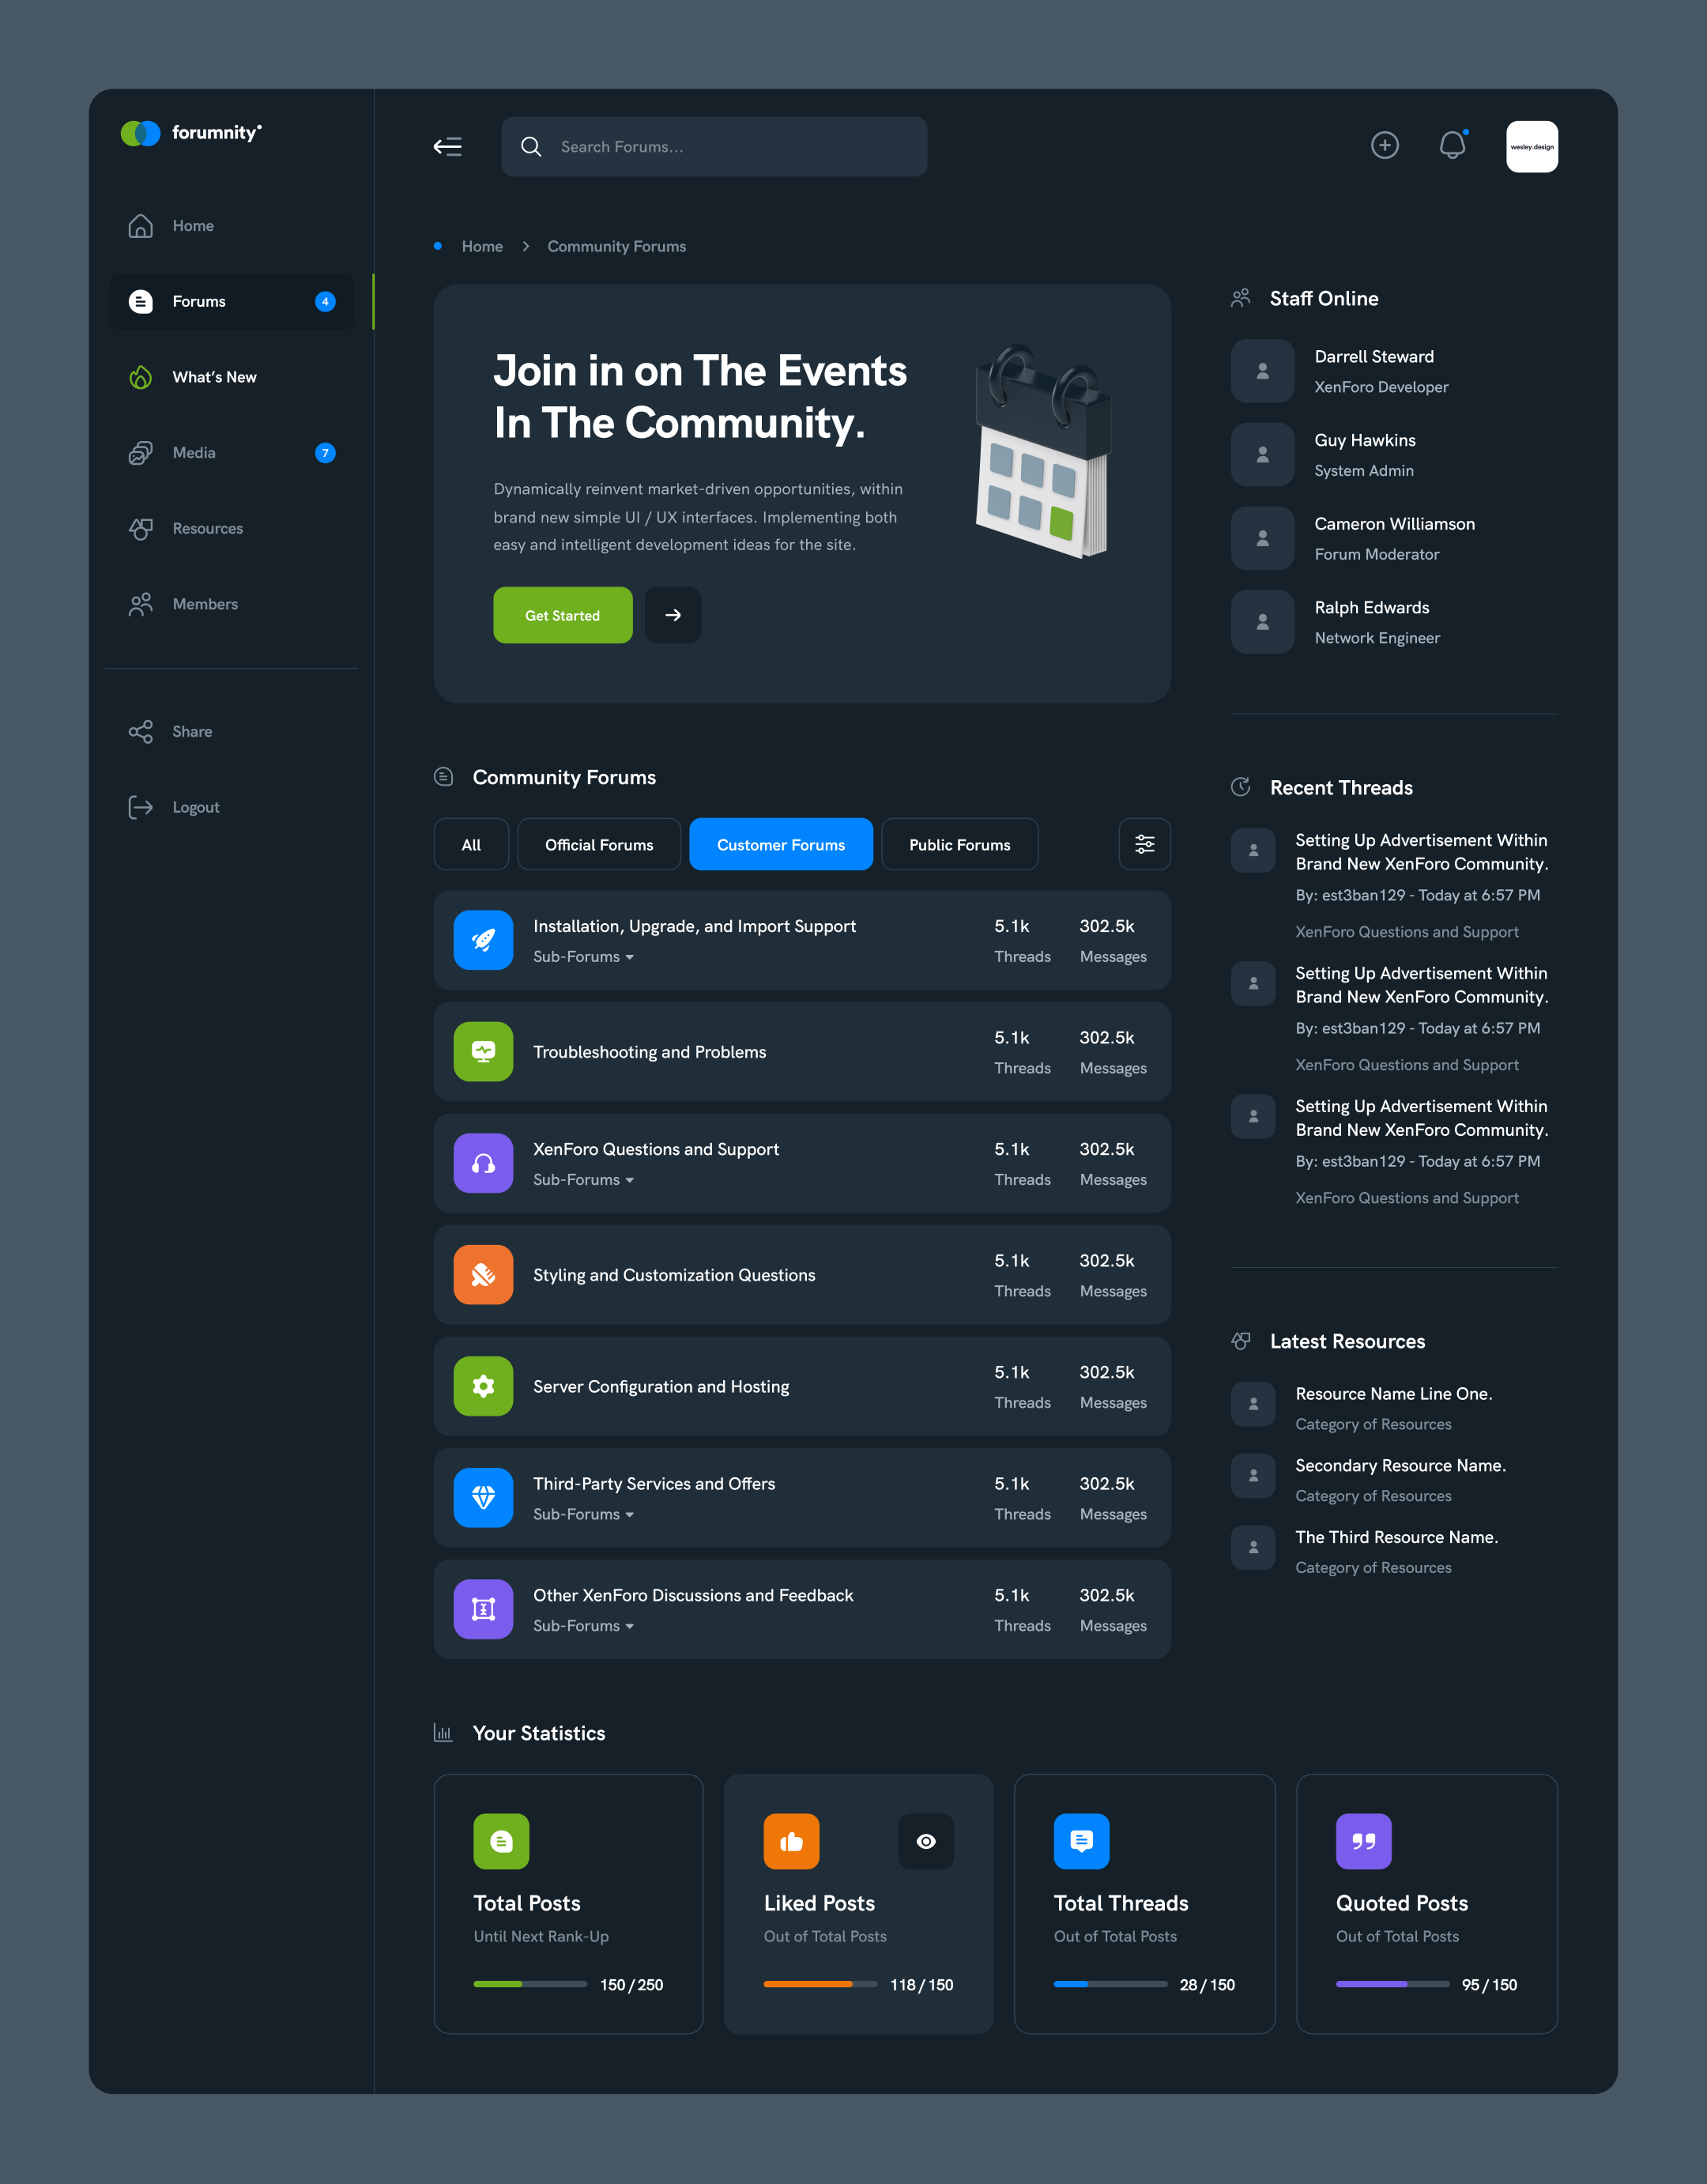 forumnity
Home
Forums
4
What's New
Media
7
Resources
Members
Share
Logout
Search Forums...
wesley.design
Home
Community Forums
Join in on The Events
In The Community.
Dynamically reinvent market-driven opportunities, within
brand new simple UI / UX interfaces. Implementing both
easy and intelligent development ideas for the site.
Get Started
Community Forums
All
Official Forums
Customer Forums
Public Forums
Installation, Upgrade, and Import Support
Sub-Forums
5.1k
Threads
302.5k
Messages
Troubleshooting and Problems
5.1k
Threads
302.5k
Messages
XenForo Questions and Support
Sub-Forums
5.1k
Threads
302.5k
Messages
Styling and Customization Questions
5.1k
Threads
302.5k
Messages
Server Configuration and Hosting
5.1k
Threads
302.5k
Messages
Third-Party Services and Offers
Sub-Forums
5.1k
Threads
302.5k
Messages
Other XenForo Discussions and Feedback
Sub-Forums
5.1k
Threads
302.5k
Messages
Staff Online
Darrell Steward
XenForo Developer
Guy Hawkins
System Admin
Cameron Williamson
Forum Moderator
Ralph Edwards
Network Engineer
Recent Threads
Setting Up Advertisement Within
Brand New XenForo Community.
By: est3ban129 - Today at 6:57 PM
XenForo Questions and Support
Setting Up Advertisement Within
Brand New XenForo Community.
By: est3ban129 - Today at 6:57 PM
XenForo Questions and Support
Setting Up Advertisement Within
Brand New XenForo Community.
By: est3ban129 - Today at 6:57 PM
XenForo Questions and Support
Latest Resources
Resource Name Line One.
Category of Resources
Secondary Resource Name.
Category of Resources
The Third Resource Name.
Category of Resources
Your Statistics
Total Posts
Until Next Rank-Up
150 / 250
Liked Posts
Out of Total Posts
118 / 150
Total Threads
Out of Total Posts
28 / 150
Quoted Posts
Out of Total Posts
95 / 150